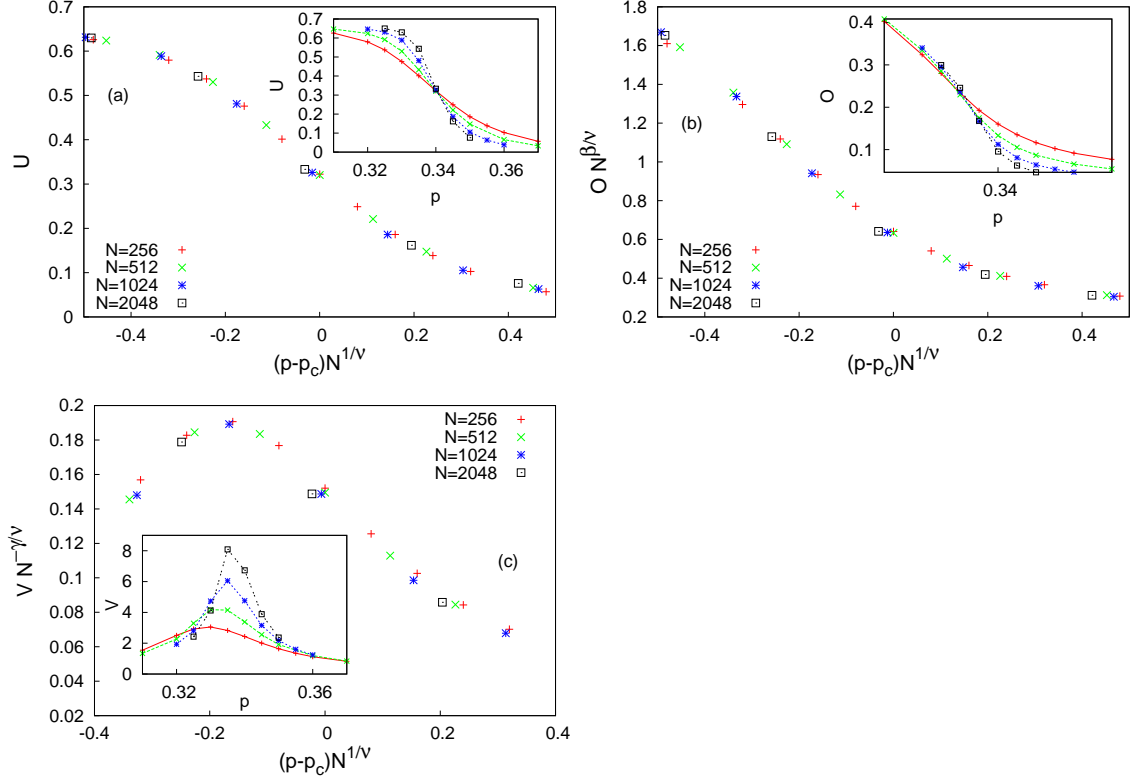 (a)
U
0.7
0.6
0.5
0.4
0.3
0.2
0.1
0
-0.4 -0.2 0 0.2 0.4
(p-p_c)N^{1/ν}
N=256
N=512
N=1024
N=2048
U
0.7
0.6
0.5
0.4
0.3
0.2
0.1
0
0.32 0.34 0.36
p
(b)
O N^{β/ν}
1.8
1.6
1.4
1.2
1
0.8
0.6
0.4
0.2
-0.4 -0.2 0 0.2 0.4
(p-p_c)N^{1/ν}
N=256
N=512
N=1024
N=2048
O
0.4
0.3
0.2
0.1
0.34
p
(c)
V N^{-γ/ν}
0.2
0.18
0.16
0.14
0.12
0.1
0.08
0.06
0.04
0.02
-0.4 -0.2 0 0.2 0.4
(p-p_c)N^{1/ν}
N=256
N=512
N=1024
N=2048
V
8
6
4
2
0
0.32 0.36
p